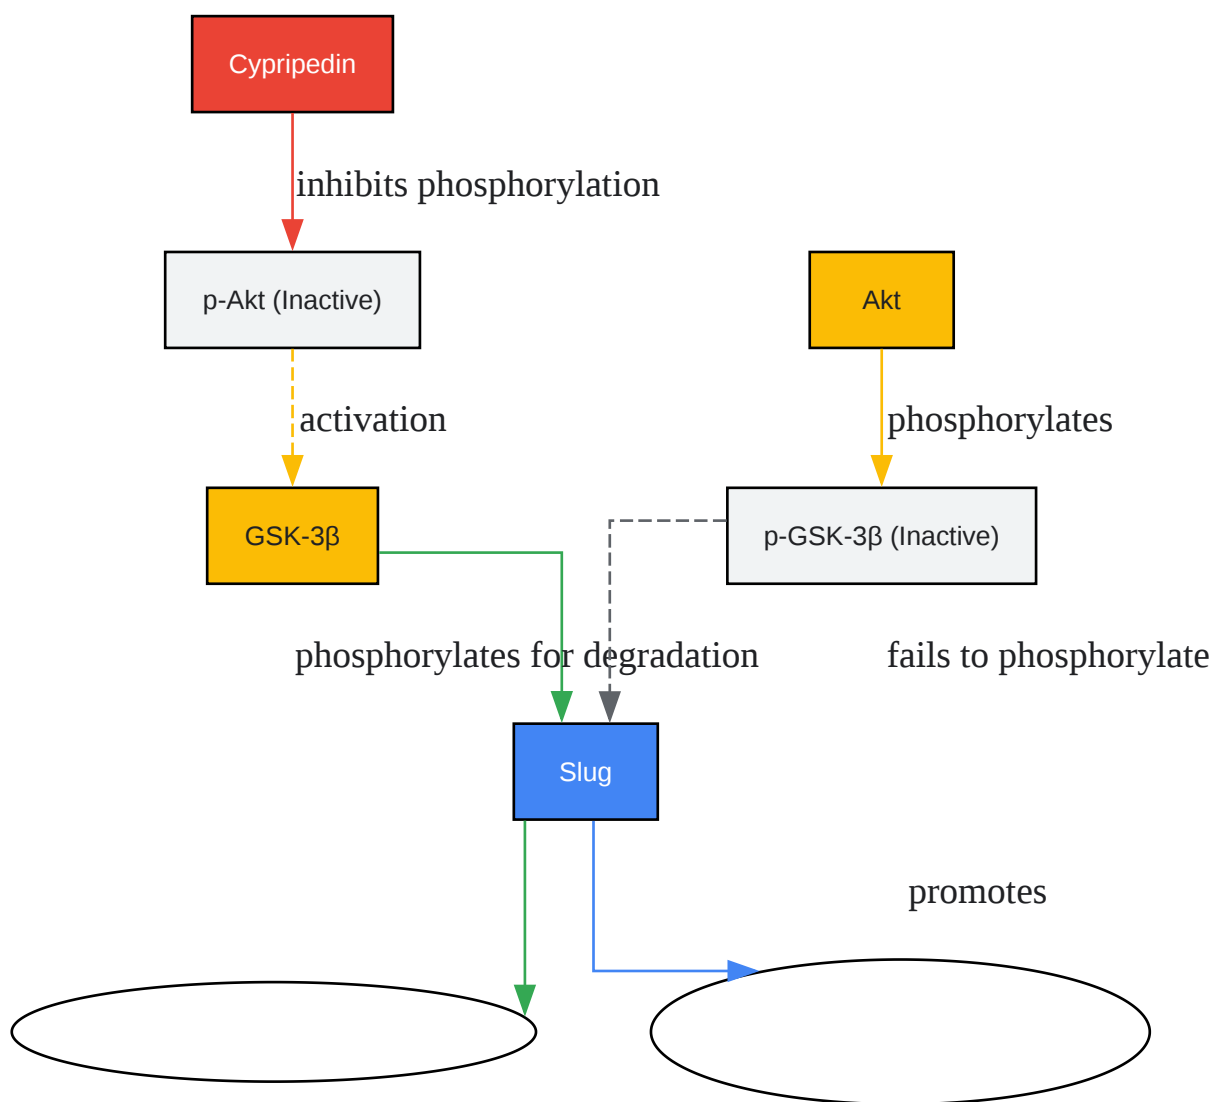 Cypripedin
inhibits phosphorylation
p-Akt (Inactive)
Akt
activation
phosphorylates
GSK-3β
p-GSK-3β (Inactive)
phosphorylates for degradation
fails to phosphorylate
Slug
promotes